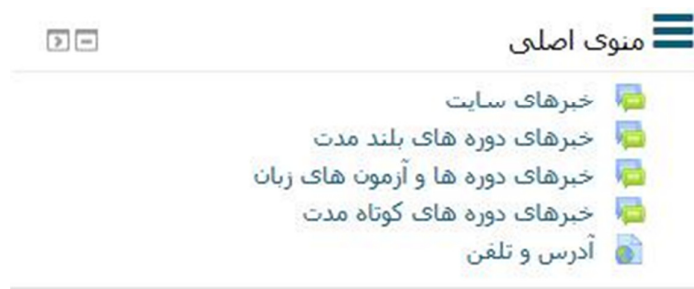 منوی اصلی
خبرهای سایت
خبرهای دوره های بلند مدت
خبرهای دوره ها و آزمون های زبان
خبرهای دوره های کوتاه مدت
آدرس و تلفن